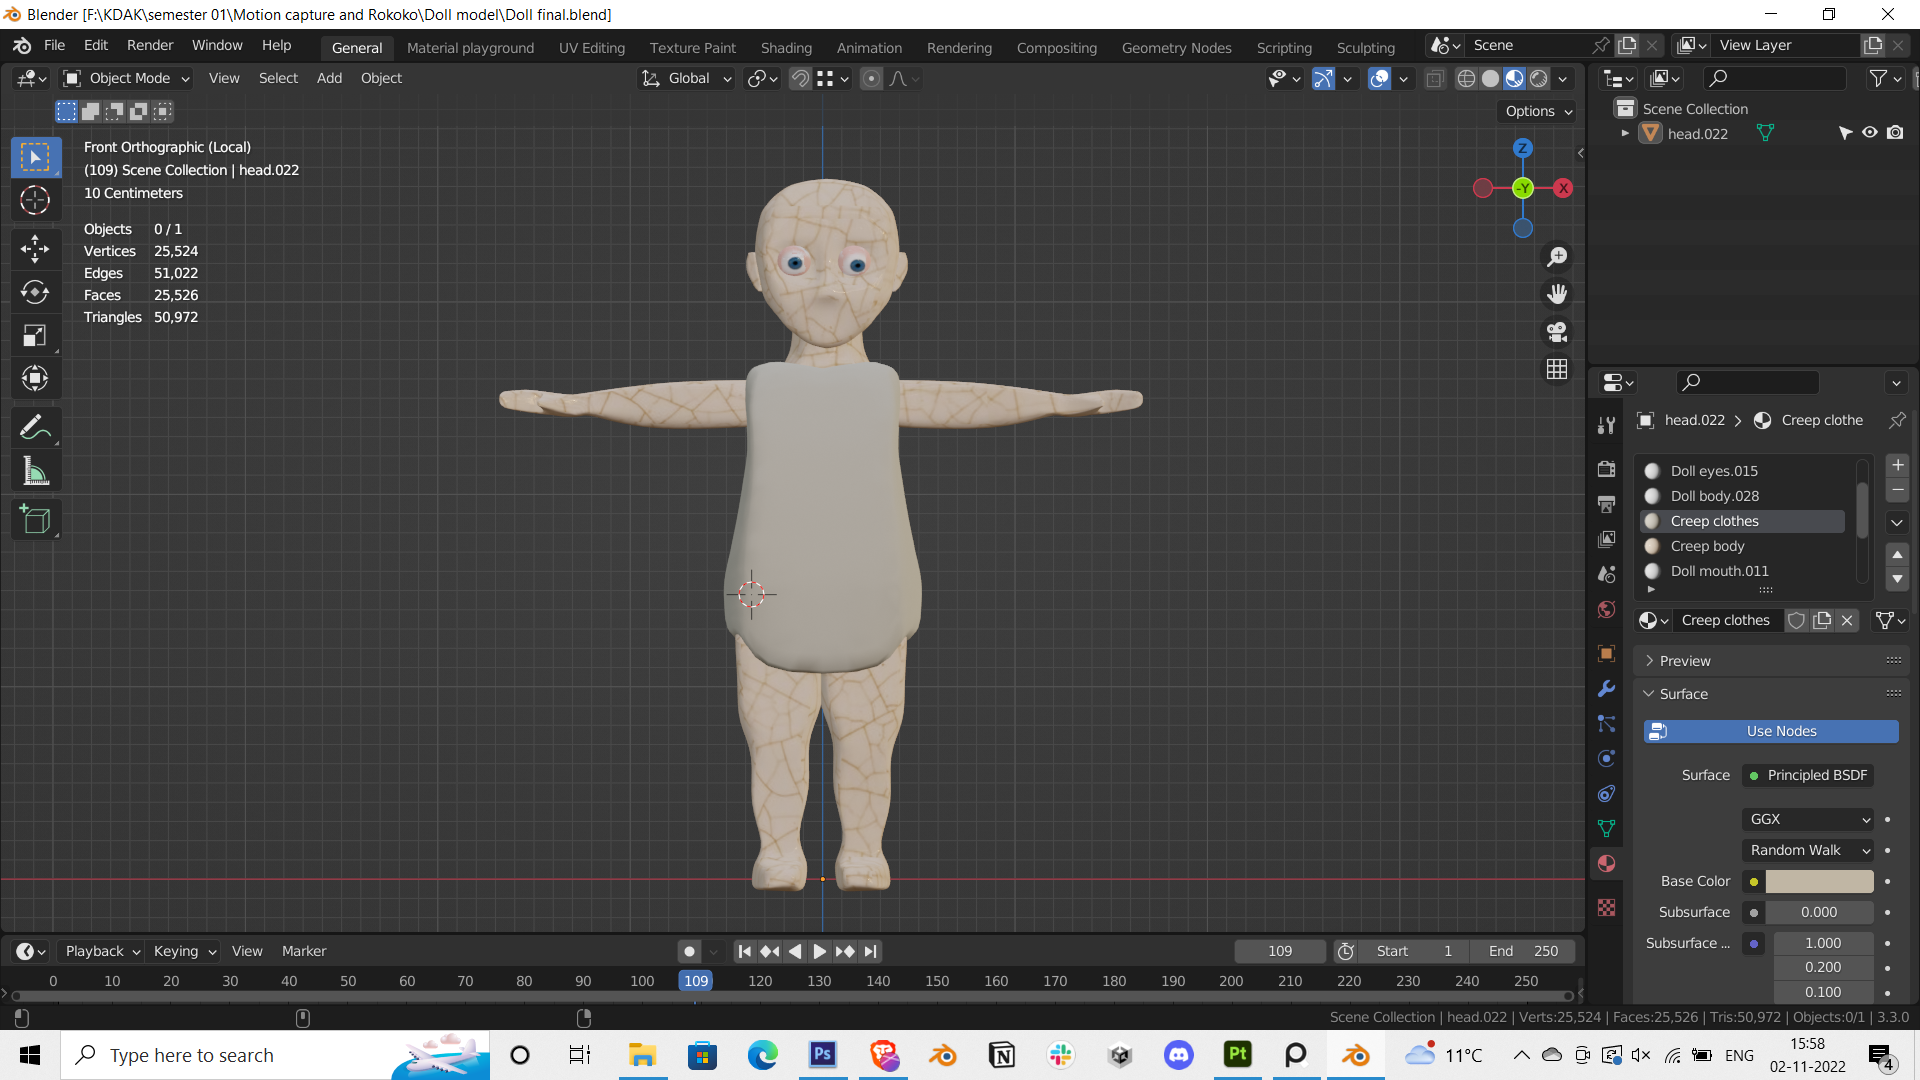 Blender [F:\KDAK\semester 01\Motion capture and Rokoko\Doll model\Doll final.blend]
File Edit Render Window Help General Material playground UV Editing Texture Paint Shading Animation Rendering Compositing Geometry Nodes Scripting Sculpting Scene View Layer
Object Mode View Select Add Object Global
Options
Front Orthographic (Local)
(109) Scene Collection | head.022
10 Centimeters
Objects 0 / 1
Vertices 25,524
Edges 51,022
Faces 25,526
Triangles 50,972
Z
-Y
X
Scene Collection
head.022
head.022 > Creep clothe
Doll eyes.015
Doll body.028
Creep clothes
Creep body
Doll mouth.011
Creep clothes
Preview
Surface
Use Nodes
Surface Principled BSDF
GGX
Random Walk
Base Color
Subsurface 0.000
Subsurface ... 1.000
0.200
0.100
Playback Keying View Marker 109 Start 1 End 250
0 10 20 30 40 50 60 70 80 90 100 109 120 130 140 150 160 170 180 190 200 210 220 230 240 250
Scene Collection | head.022 | Verts:25,524 | Faces:25,526 | Tris:50,972 | Objects:0/1 | 3.3.0
Type here to search
Ps
Pt
11°C
ENG
15:58
02-11-2022
4